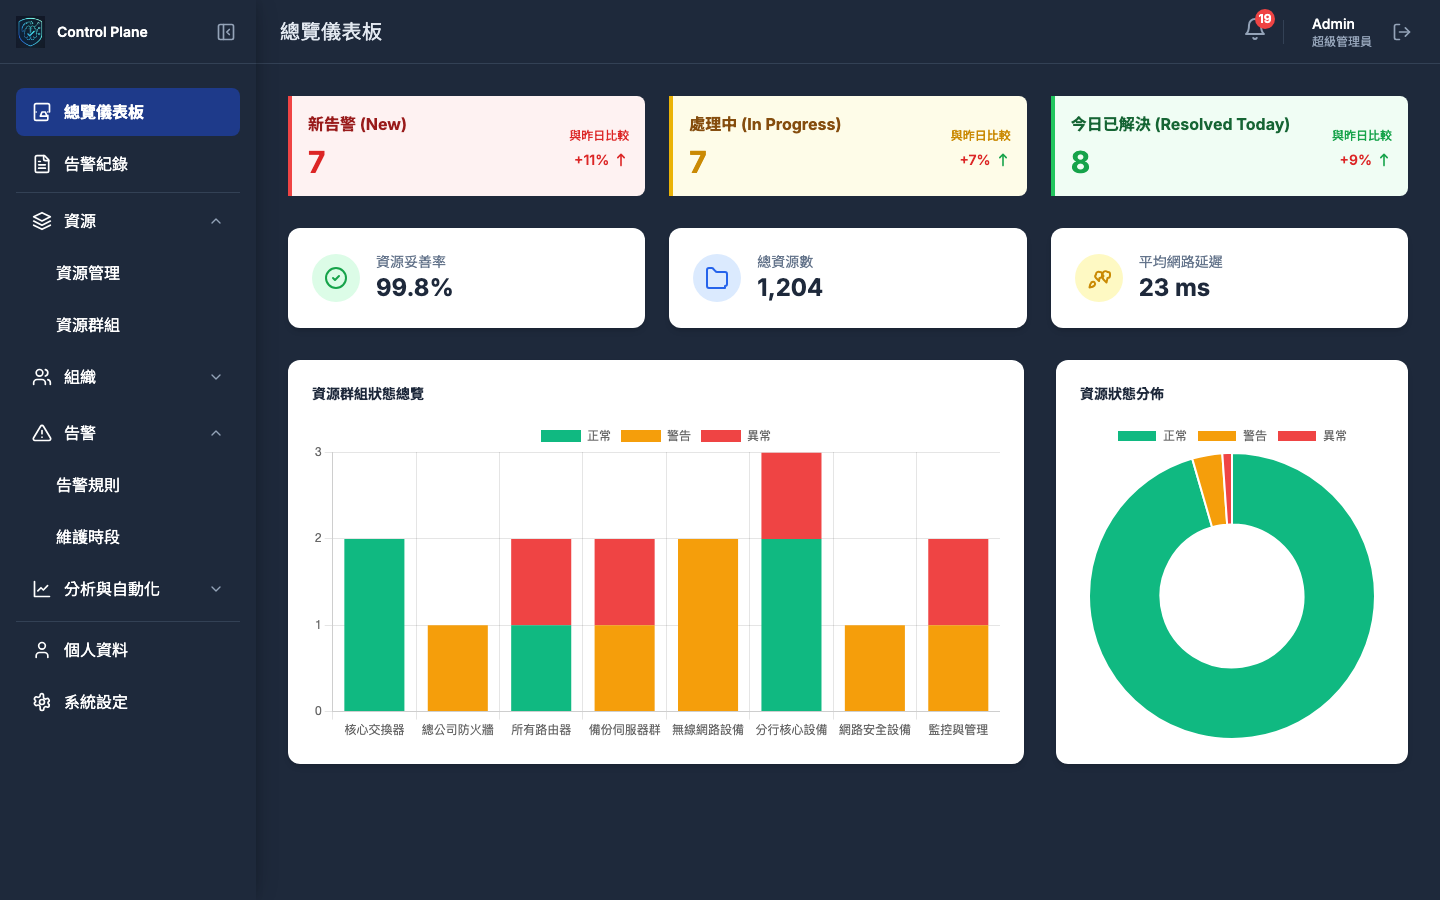 Control Plane
總覽儀表板
19
Admin
超級管理員
總覽儀表板
告警紀錄
資源
資源管理
資源群組
組織
告警
告警規則
維護時段
分析與自動化
個人資料
系統設定
新告警 (New)
7
與昨日比較
+11% ↑
處理中 (In Progress)
7
與昨日比較
+7% ↑
今日已解決 (Resolved Today)
8
與昨日比較
+9% ↑
資源妥善率
99.8%
總資源數
1,204
平均網路延遲
23 ms
資源群組狀態總覽
正常 警告 異常
3
2
1
0
核心交換器 總公司防火牆 所有路由器 備份伺服器群 無線網路設備 分行核心設備 網路安全設備 監控與管理
資源狀態分佈
正常 警告 異常